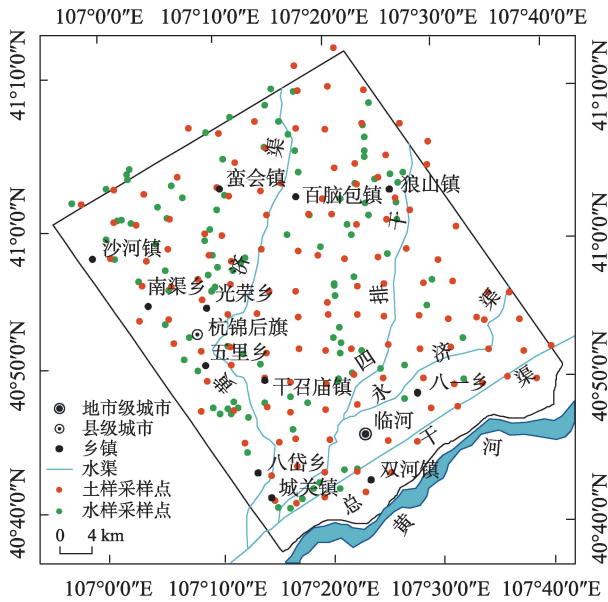 107°0′0″N 107°10′0″N 107°20′0″N 107°30′0″N 107°40′0″N
41°10′0″N 41°10′0″N
41°0′0″N 41°0′0″N
40°50′0″N 40°50′0″N
40°40′0″N 40°40′0″N
蛮会镇
百脑包镇
狼山镇
沙河镇
南渠乡
光荣乡
杭锦后旗
五里乡
干召庙镇
八一乡
临河
八岱乡
双河镇
城关镇
黄济渠
四排干
永济渠
总干渠
黄河
地市级城市
县级城市
乡镇
水渠
土样采样点
水样采样点
0 4 km
107°0′0″N 107°10′0″N 107°20′0″N 107°30′0″N 107°40′0″N